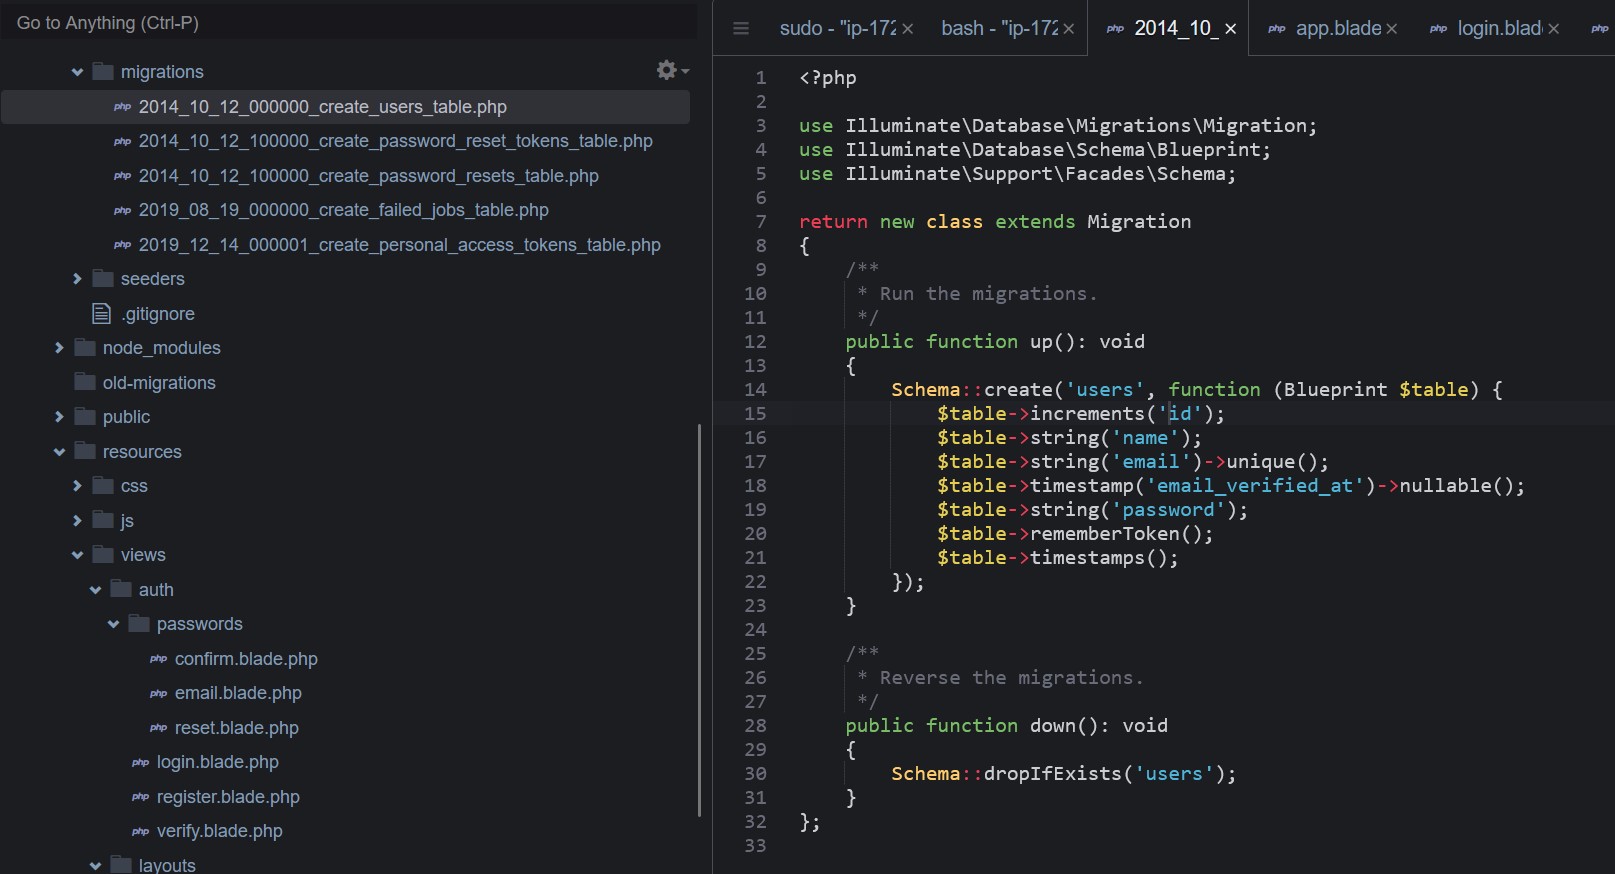 Go to Anything (Ctrl-P)
migrations
php 2014_10_12_000000_create_users_table.php
php 2014_10_12_100000_create_password_reset_tokens_table.php
php 2014_10_12_100000_create_password_resets_table.php
php 2019_08_19_000000_create_failed_jobs_table.php
php 2019_12_14_000001_create_personal_access_tokens_table.php
seeders
.gitignore
node_modules
old-migrations
public
resources
css
js
views
auth
passwords
php confirm.blade.php
php email.blade.php
php reset.blade.php
php login.blade.php
php register.blade.php
php verify.blade.php
layouts
sudo - "ip-172 × bash - "ip-172 × php 2014_10_ × php app.blade × php login.blad × php
1 <?php
2
3 use Illuminate\Database\Migrations\Migration;
4 use Illuminate\Database\Schema\Blueprint;
5 use Illuminate\Support\Facades\Schema;
6
7 return new class extends Migration
8 {
9 /**
10 * Run the migrations.
11 */
12 public function up(): void
13 {
14 Schema::create('users', function (Blueprint $table) {
15 $table->increments('id');
16 $table->string('name');
17 $table->string('email')->unique();
18 $table->timestamp('email_verified_at')->nullable();
19 $table->string('password');
20 $table->rememberToken();
21 $table->timestamps();
22 });
23 }
24
25 /**
26 * Reverse the migrations.
27 */
28 public function down(): void
29 {
30 Schema::dropIfExists('users');
31 }
32 };
33